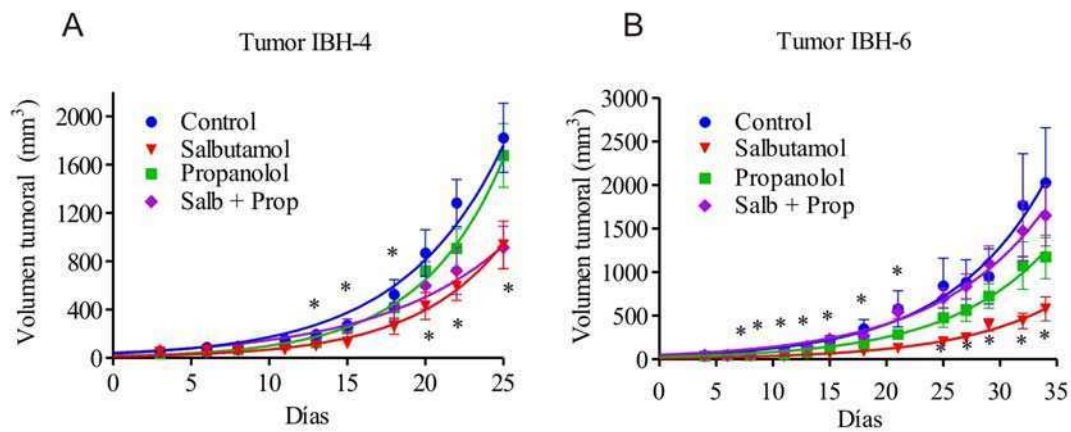 A
Tumor IBH-4
Volumen tumoral (mm³)
2000
1600
1200
800
400
0
Control
Salbutamol
Propanolol
Salb + Prop
*
*
*
*
*
*
0 5 10 15 20 25
Días
B
Tumor IBH-6
Volumen tumoral (mm³)
3000
2500
2000
1500
1000
500
0
Control
Salbutamol
Propanolol
Salb + Prop
*
*
* * * * *
* * * * *
0 5 10 15 20 25 30 35
Días